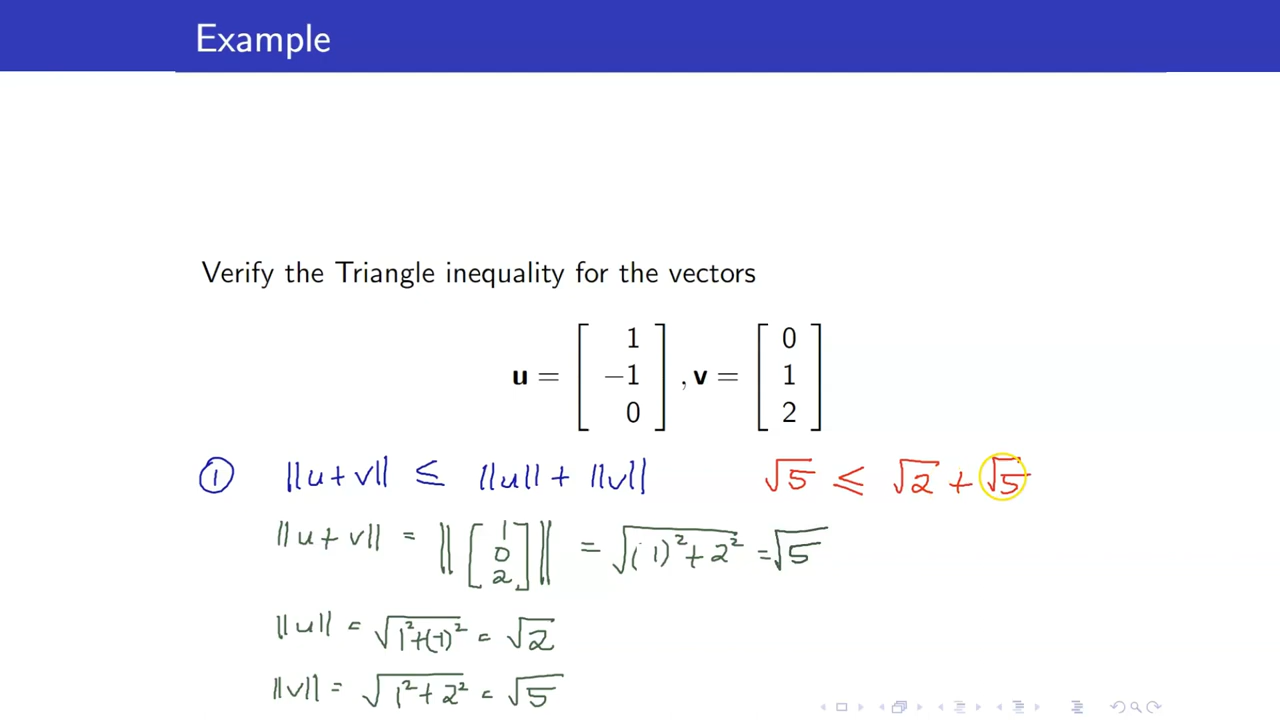 Example
Verify the Triangle inequality for the vectors
u = [ 1 −1 0 ] , v = [ 0 1 2 ]
① ||u+v|| ≤ ||u|| + ||v|| √5 ≤ √2 + √5
||u+v|| = || [ 1 0 2 ] || = √((1)²+2²) = √5
||u|| = √(1²+(-1)²) = √2
||v|| = √(1²+2²) = √5